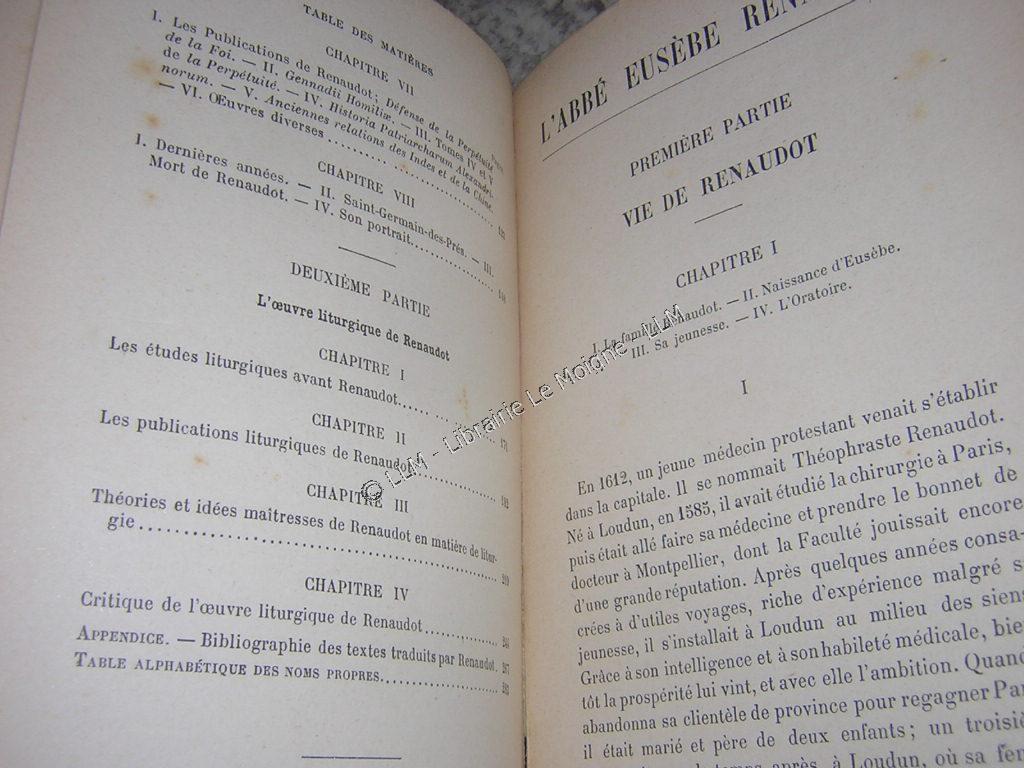 TABLE DES MATIÈRES
CHAPITRE VII
Pages
I. Les Publications de Renaudot; Défense de la Perpétuité
de la Foi. — II. Gennadii Homiliæ. — III. Tomes IV et V
de la Perpétuité. — IV. Historia Patriarcharum Alexandri-
norum. — V. Anciennes relations des Indes et de la Chine.
— VI. Œuvres diverses
CHAPITRE VIII
I. Dernières années. — II. Saint-Germain-des-Prés. — III.
Mort de Renaudot. — IV. Son portrait
DEUXIÈME PARTIE
L'œuvre liturgique de Renaudot
CHAPITRE I
Les études liturgiques avant Renaudot
CHAPITRE II
Les publications liturgiques de Renaudot
CHAPITRE III
Théories et idées maîtresses de Renaudot en matière de litur-
gie
CHAPITRE IV
Critique de l'œuvre liturgique de Renaudot
APPENDICE. — Bibliographie des textes traduits par Renaudot.
TABLE ALPHABÉTIQUE DES NOMS PROPRES
L'ABBÉ EUSÈBE
PREMIÈRE PARTIE
VIE DE RENAUDOT
CHAPITRE I
I. La famille Renaudot. — II. Naissance d'Eusèbe.
III. Sa jeunesse. — IV. L'Oratoire.
I
En 1612, un jeune médecin protestant venait s'établir
dans la capitale. Il se nommait Théophraste Renaudot.
Né à Loudun, en 1585, il avait étudié la chirurgie à Paris,
puis était allé faire sa médecine et prendre le bonnet de
docteur à Montpellier, dont la Faculté jouissait encore
d'une grande réputation. Après quelques années consa-
crées à d'utiles voyages, riche d'expérience malgré sa
jeunesse, il s'installait à Loudun au milieu des siens
Grâce à son intelligence et à son habileté médicale, bien
tôt la prospérité lui vint, et avec elle l'ambition. Quand
abandonna sa clientèle de province pour regagner Par
il était marié et père de deux enfants; un troisiè
temps après, à Loudun, où sa fem
© LLM - Librairie Le Moigne - LLM